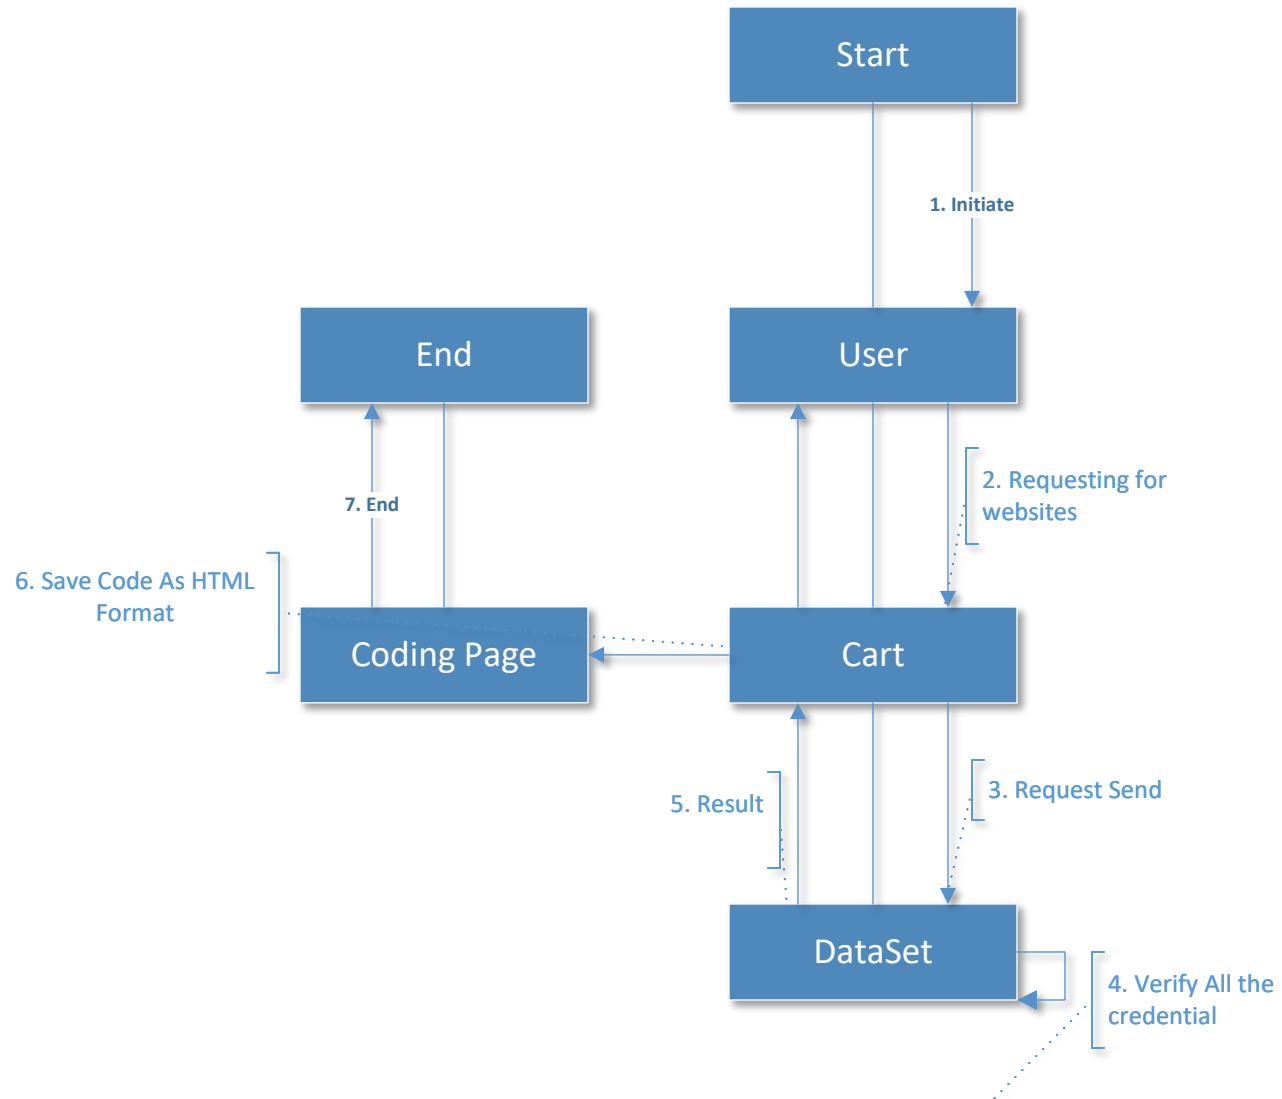 Start
1. Initiate
End
User
2. Requesting for
websites
7. End
6. Save Code As HTML
Format
Coding Page
Cart
5. Result
3. Request Send
DataSet
4. Verify All the
credential